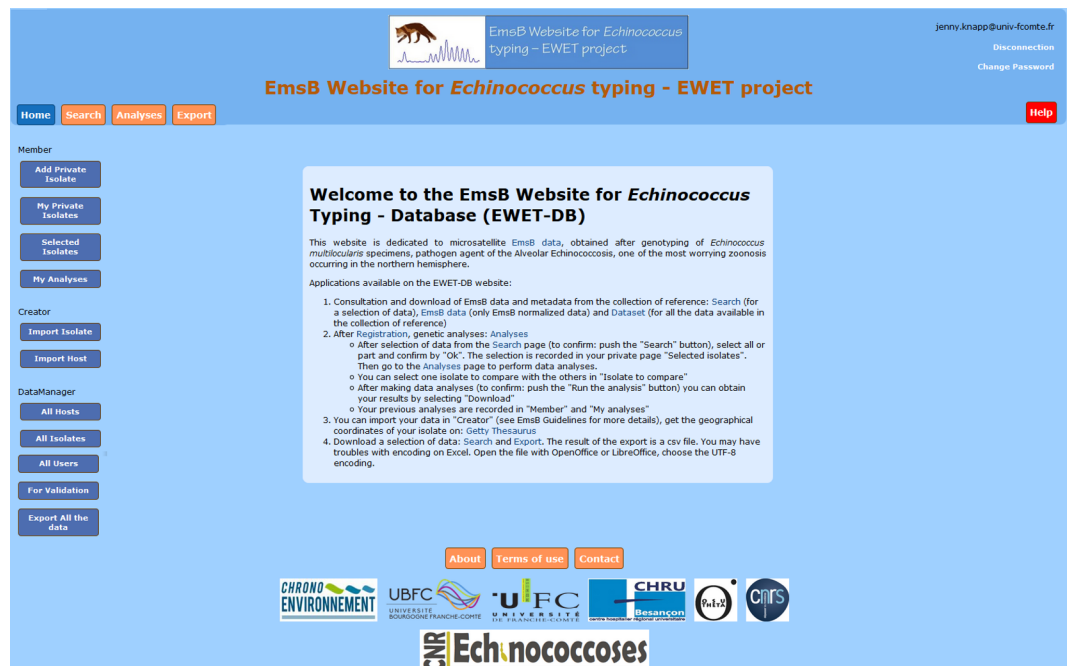 EmsB Website for Echinococcus
typing – EWET project
jenny.knapp@univ-fcomte.fr
Disconnection
Change Password
EmsB Website for Echinococcus typing - EWET project
Home Search Analyses Export
Help
Member
Add Private
Isolate
My Private
Isolates
Selected
Isolates
My Analyses
Creator
Import Isolate
Import Host
DataManager
All Hosts
All Isolates
All Users
For Validation
Export All the
data
Welcome to the EmsB Website for Echinococcus
Typing - Database (EWET-DB)
This website is dedicated to microsatellite EmsB data, obtained after genotyping of Echinococcus
multilocularis specimens, pathogen agent of the Alveolar Echinococcosis, one of the most worrying zoonosis
occurring in the northern hemisphere.
Applications available on the EWET-DB website:
1. Consultation and download of EmsB data and metadata from the collection of reference: Search (for
a selection of data), EmsB data (only EmsB normalized data) and Dataset (for all the data available in
the collection of reference)
2. After Registration, genetic analyses: Analyses
After selection of data from the Search page (to confirm: push the "Search" button), select all or
part and confirm by "Ok". The selection is recorded in your private page "Selected isolates".
Then go to the Analyses page to perform data analyses.
You can select one isolate to compare with the others in "Isolate to compare"
After making data analyses (to confirm: push the "Run the analysis" button) you can obtain
your results by selecting "Download"
Your previous analyses are recorded in "Member" and "My analyses"
3. You can import your data in "Creator" (see EmsB Guidelines for more details), get the geographical
coordinates of your isolate on: Getty Thesaurus
4. Download a selection of data: Search and Export. The result of the export is a csv file. You may have
troubles with encoding on Excel. Open the file with OpenOffice or LibreOffice, choose the UTF-8
encoding.
About Terms of use Contact
CHRONO
ENVIRONNEMENT
UBFC
UNIVERSITÉ
BOURGOGNE FRANCHE-COMTÉ
UFC
UNIVERSITÉ
DE FRANCHE-COMTÉ
CHRU
Besançon
centre hospitalier régional universitaire
OSU
THETA
cnrs
CNR
Echinococcoses